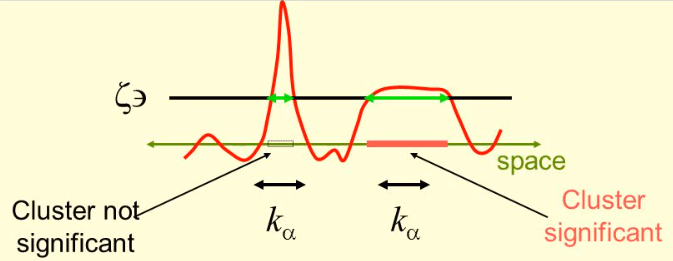 ζ϶
space
Cluster not
significant
kα
kα
Cluster
significant